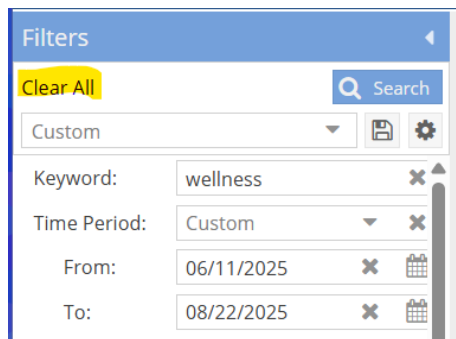 Filters
Clear All Search
Custom
Keyword: wellness
Time Period: Custom
From: 06/11/2025
To: 08/22/2025